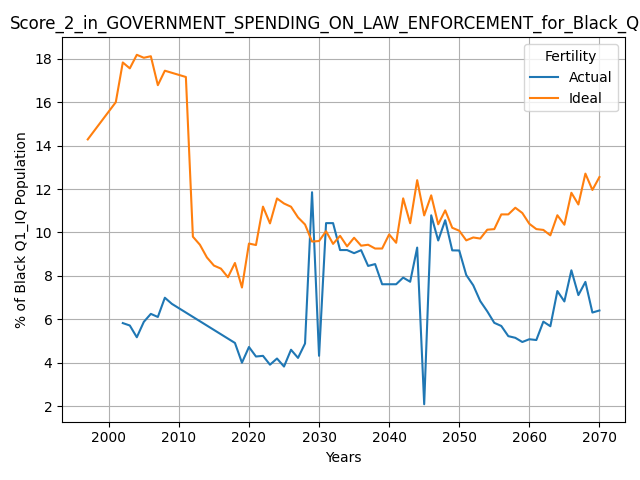 Score_2_in_GOVERNMENT_SPENDING_ON_LAW_ENFORCEMENT_for_Black_Q
Fertility
Actual
Ideal
18
16
14
12
10
8
6
4
2
% of Black Q1_IQ Population
2000 2010 2020 2030 2040 2050 2060 2070
Years